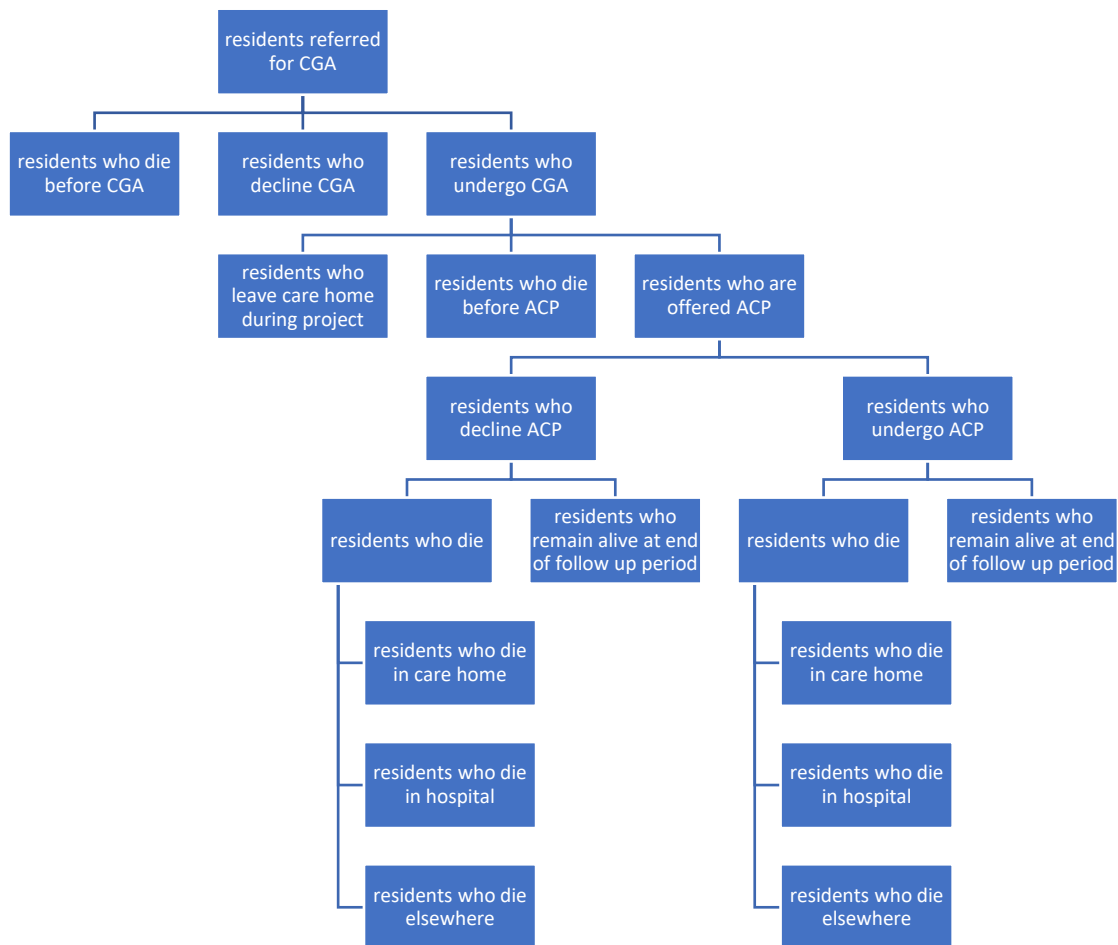 residents referred
for CGA
residents who die
before CGA
residents who
decline CGA
residents who
undergo CGA
residents who
leave care home
during project
residents who die
before ACP
residents who are
offered ACP
residents who
decline ACP
residents who
undergo ACP
residents who die
residents who
remain alive at end
of follow up period
residents who die
residents who
remain alive at end
of follow up period
residents who die
in care home
residents who die
in care home
residents who die
in hospital
residents who die
in hospital
residents who die
elsewhere
residents who die
elsewhere